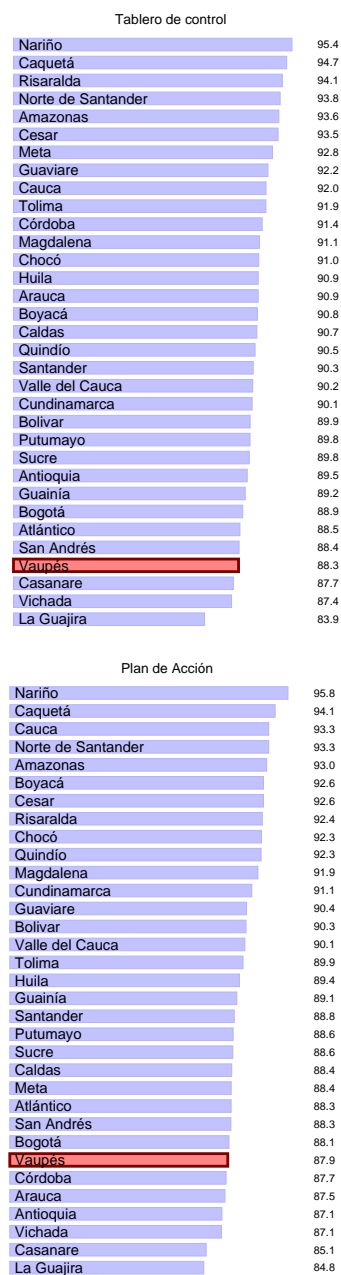 Tablero de control
Nariño 95.4
Caquetá 94.7
Risaralda 94.1
Norte de Santander 93.8
Amazonas 93.6
Cesar 93.5
Meta 92.8
Guaviare 92.2
Cauca 92.0
Tolima 91.9
Córdoba 91.4
Magdalena 91.1
Chocó 91.0
Huila 90.9
Arauca 90.9
Boyacá 90.8
Caldas 90.7
Quindío 90.5
Santander 90.3
Valle del Cauca 90.2
Cundinamarca 90.1
Bolivar 89.9
Putumayo 89.8
Sucre 89.8
Antioquia 89.5
Guainía 89.2
Bogotá 88.9
Atlántico 88.5
San Andrés 88.4
Vaupés 88.3
Casanare 87.7
Vichada 87.4
La Guajira 83.9
Plan de Acción
Nariño 95.8
Caquetá 94.1
Cauca 93.3
Norte de Santander 93.3
Amazonas 93.0
Boyacá 92.6
Cesar 92.6
Risaralda 92.4
Chocó 92.3
Quindío 92.3
Magdalena 91.9
Cundinamarca 91.1
Guaviare 90.4
Bolivar 90.3
Valle del Cauca 90.1
Tolima 89.9
Huila 89.4
Guainía 89.1
Santander 88.8
Putumayo 88.6
Sucre 88.6
Caldas 88.4
Meta 88.4
Atlántico 88.3
San Andrés 88.3
Bogotá 88.1
Vaupés 87.9
Córdoba 87.7
Arauca 87.5
Antioquia 87.1
Vichada 87.1
Casanare 85.1
La Guajira 84.8